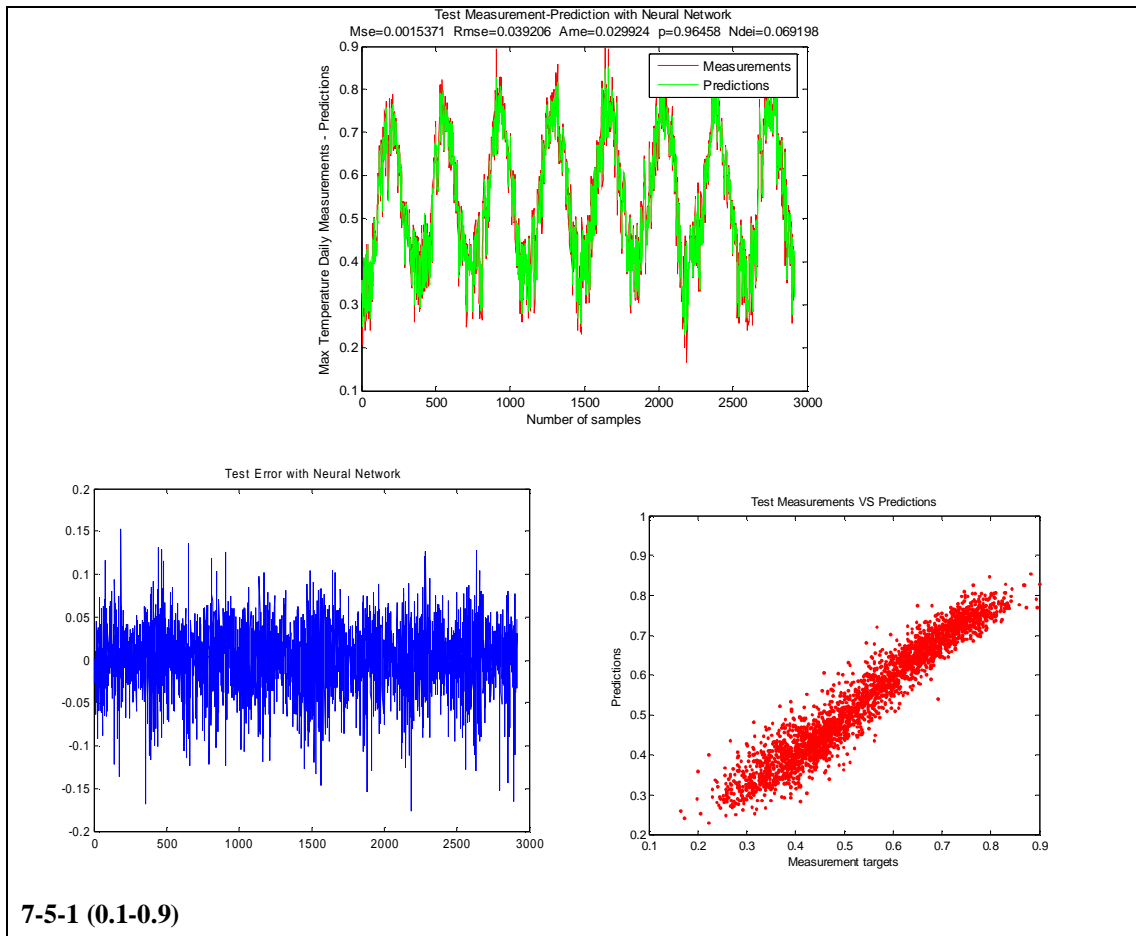 Test Measurement-Prediction with Neural Network
Mse=0.0015371 Rmse=0.039206 Ame=0.029924 p=0.96458 Ndei=0.069198
Max Temperature Daily Measurements - Predictions
0.9
0.8
0.7
0.6
0.5
0.4
0.3
0.2
0.1
Measurements
Predictions
0 500 1000 1500 2000 2500 3000
Number of samples
Test Error with Neural Network
0.2
0.15
0.1
0.05
0
-0.05
-0.1
-0.15
-0.2
0 500 1000 1500 2000 2500 3000
Test Measurements VS Predictions
Predictions
1
0.9
0.8
0.7
0.6
0.5
0.4
0.3
0.2
0.1 0.2 0.3 0.4 0.5 0.6 0.7 0.8 0.9
Measurement targets
7-5-1 (0.1-0.9)